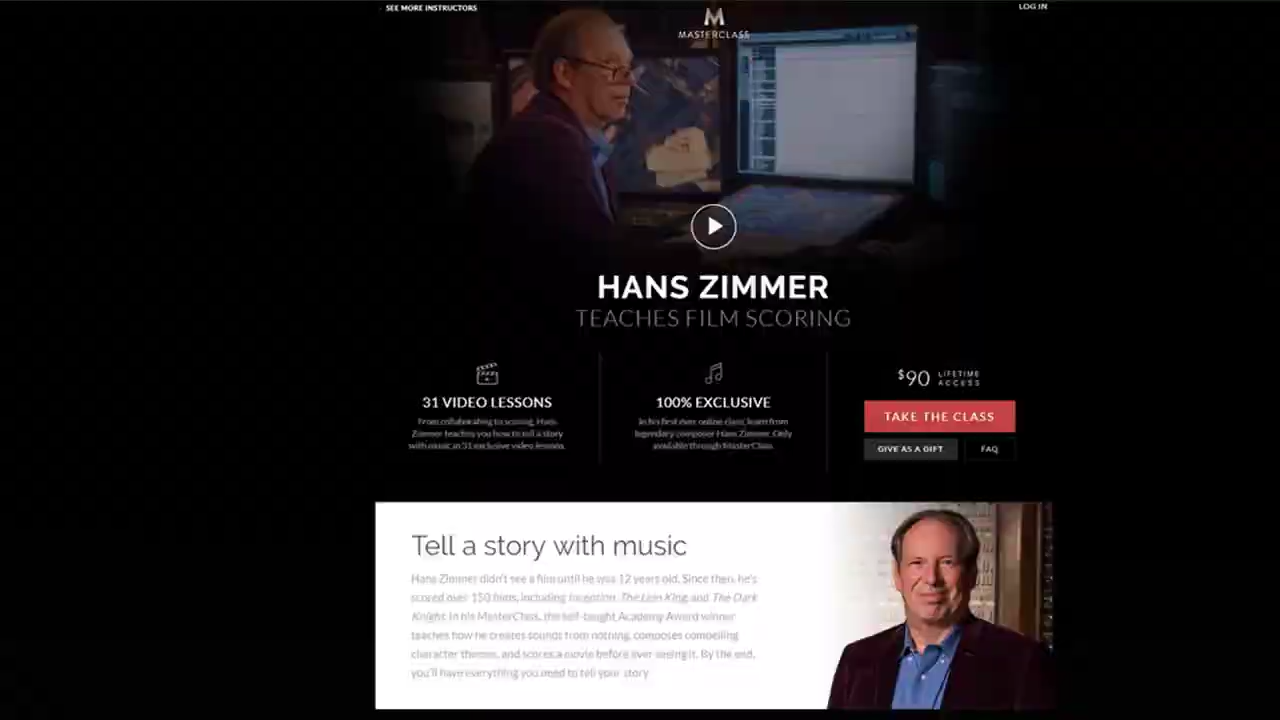 SEE MORE INSTRUCTORS
LOG IN
M
MASTERCLASS
HANS ZIMMER
TEACHES FILM SCORING
31 VIDEO LESSONS
From collaborating to scoring, Hans
Zimmer teaches you how to tell a story
with music in 31 exclusive video lessons.
100% EXCLUSIVE
In his first ever online class, learn from
legendary composer Hans Zimmer. Only
available through MasterClass.
$90 LIFETIME
ACCESS
TAKE THE CLASS
GIVE AS A GIFT
FAQ
Tell a story with music
Hans Zimmer didn't see a film until he was 12 years old. Since then, he's
scored over 150 films, including Inception, The Lion King, and The Dark
Knight. In his MasterClass, the self-taught Academy Award winner
teaches how he creates sounds from nothing, composes compelling
character themes, and scores a movie before ever seeing it. By the end,
you'll have everything you need to tell your story